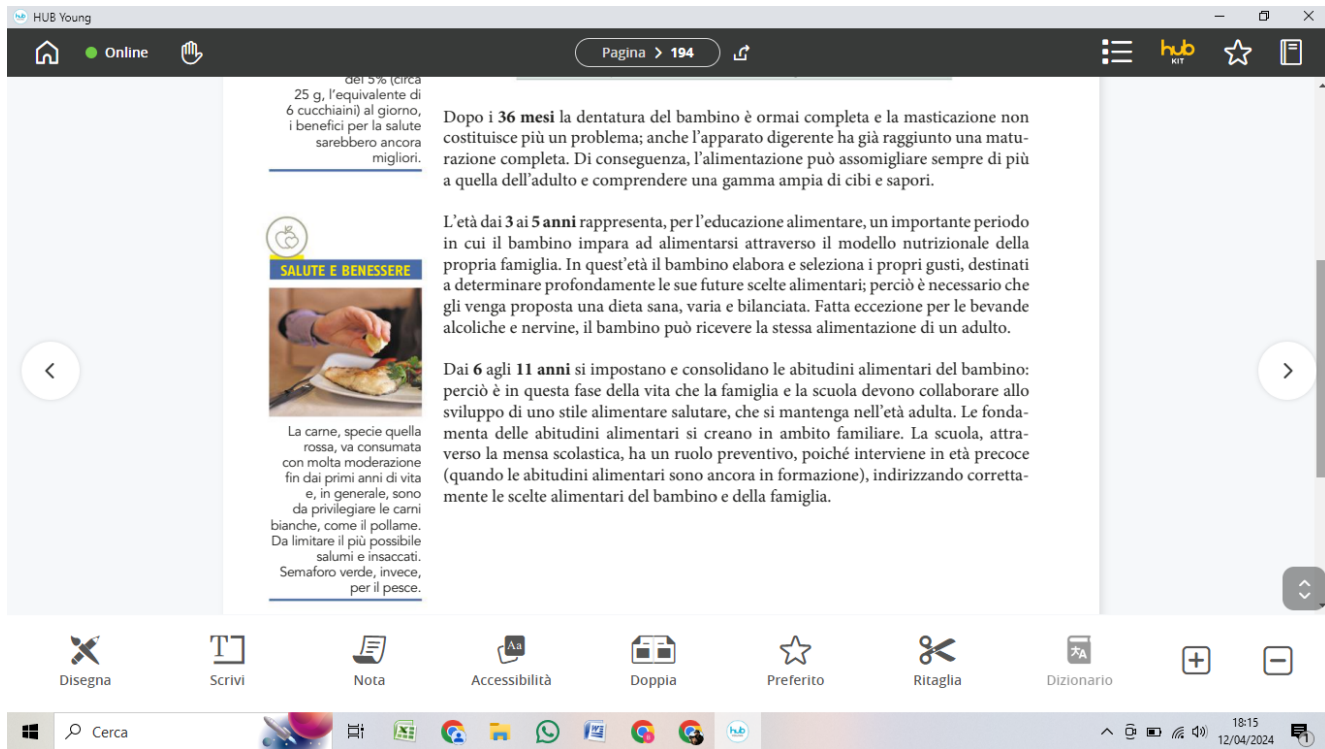 HUB Young
Online
Pagina > 194
hub
KIT
del 5% (circa
25 g, l'equivalente di
6 cucchiaini) al giorno,
i benefici per la salute
sarebbero ancora
migliori.
SALUTE E BENESSERE
La carne, specie quella
rossa, va consumata
con molta moderazione
fin dai primi anni di vita
e, in generale, sono
da privilegiare le carni
bianche, come il pollame.
Da limitare il più possibile
salumi e insaccati.
Semaforo verde, invece,
per il pesce.
Dopo i 36 mesi la dentatura del bambino è ormai completa e la masticazione non
costituisce più un problema; anche l'apparato digerente ha già raggiunto una matu-
razione completa. Di conseguenza, l'alimentazione può assomigliare sempre di più
a quella dell'adulto e comprendere una gamma ampia di cibi e sapori.
L'età dai 3 ai 5 anni rappresenta, per l'educazione alimentare, un importante periodo
in cui il bambino impara ad alimentarsi attraverso il modello nutrizionale della
propria famiglia. In quest'età il bambino elabora e seleziona i propri gusti, destinati
a determinare profondamente le sue future scelte alimentari; perciò è necessario che
gli venga proposta una dieta sana, varia e bilanciata. Fatta eccezione per le bevande
alcoliche e nervine, il bambino può ricevere la stessa alimentazione di un adulto.
Dai 6 agli 11 anni si impostano e consolidano le abitudini alimentari del bambino:
perciò è in questa fase della vita che la famiglia e la scuola devono collaborare allo
sviluppo di uno stile alimentare salutare, che si mantenga nell'età adulta. Le fonda-
menta delle abitudini alimentari si creano in ambito familiare. La scuola, attra-
verso la mensa scolastica, ha un ruolo preventivo, poiché interviene in età precoce
(quando le abitudini alimentari sono ancora in formazione), indirizzando corretta-
mente le scelte alimentari del bambino e della famiglia.
Disegna
Scrivi
Nota
Aa
Accessibilità
Doppia
Preferito
Ritaglia
Dizionario
Cerca
hub
18:15
12/04/2024
1